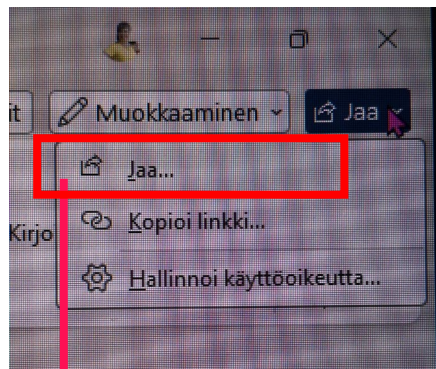 it
Muokkaaminen
Jaa
Jaa...
Kirjo
Kopioi linkki...
Hallinnoi käyttöoikeutta...